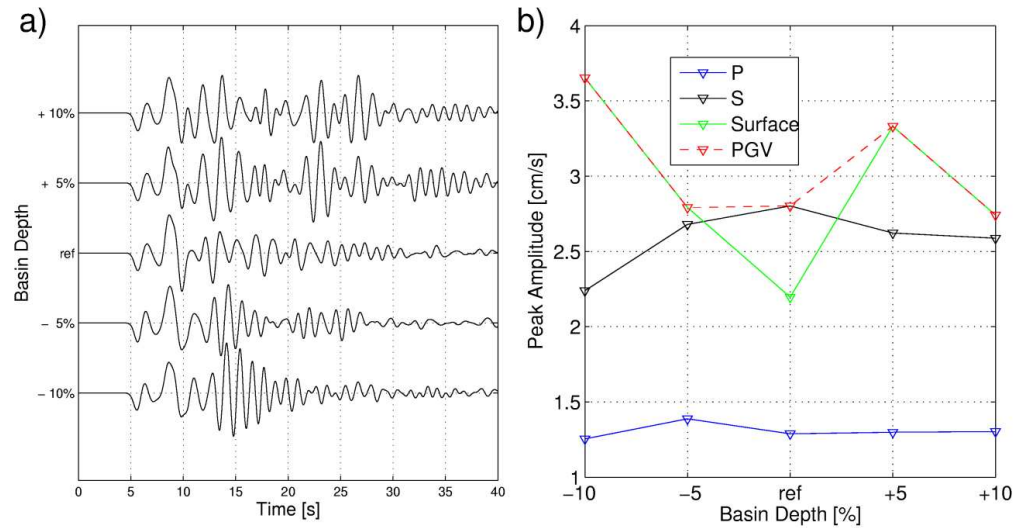 a)
Basin Depth
+ 10%
+ 5%
ref
− 5%
− 10%
0 5 10 15 20 25 30 35 40
Time [s]
b)
Peak Amplitude [cm/s]
4
3.5
3
2.5
2
1.5
1
P
S
Surface
PGV
−10 −5 ref +5 +10
Basin Depth [%]